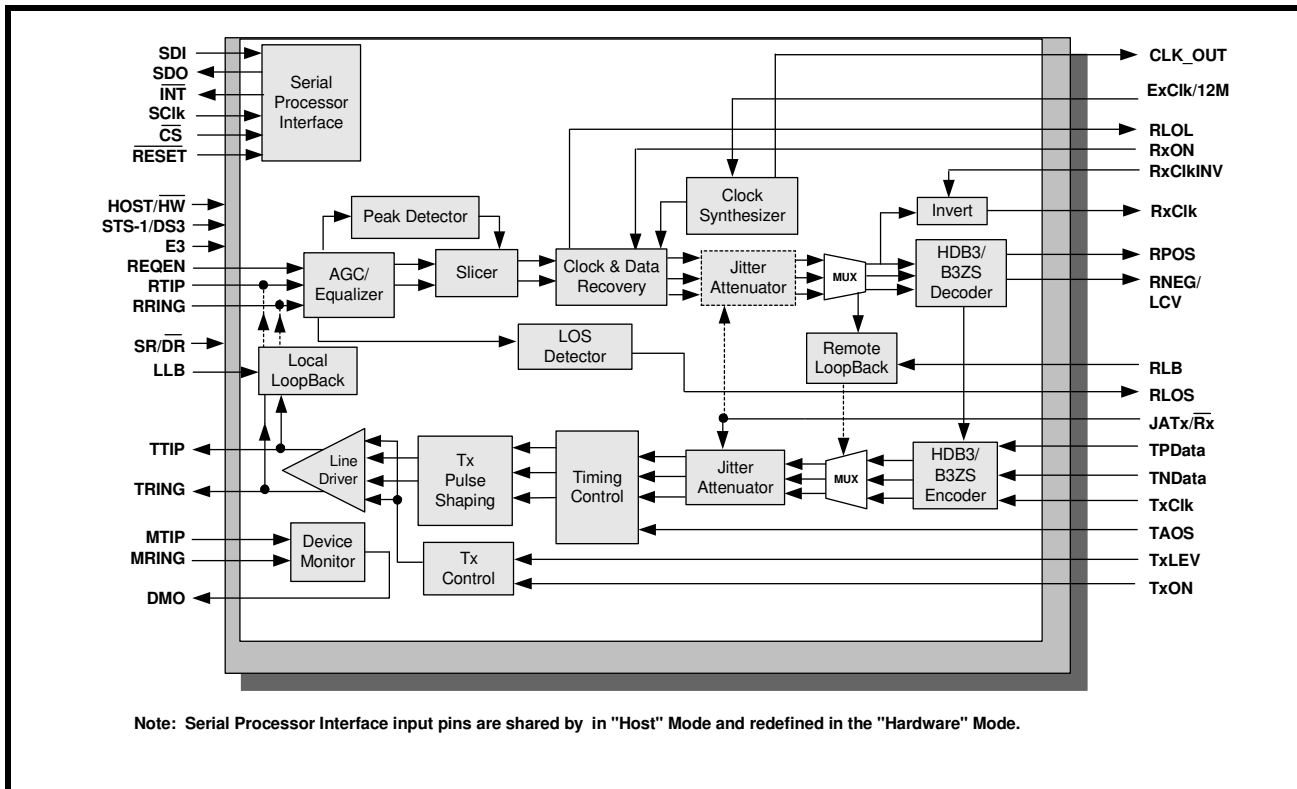 SDI
SDO
INT
SClk
CS
RESET
HOST/HW
STS-1/DS3
E3
REQEN
RTIP
RRING
SR/DR
LLB
TTIP
TRING
MTIP
MRING
DMO
Serial
Processor
Interface
Peak Detector
AGC/
Equalizer
Slicer
LOS
Detector
Local
LoopBack
Clock & Data
Recovery
Clock
Synthesizer
Jitter
Attenuator
MUX
Invert
HDB3/
B3ZS
Decoder
Remote
LoopBack
Line
Driver
Tx
Pulse
Shaping
Timing
Control
Jitter
Attenuator
MUX
HDB3/
B3ZS
Encoder
Device
Monitor
Tx
Control
CLK_OUT
ExClk/12M
RLOL
RxON
RxClkINV
RxClk
RPOS
RNEG/
LCV
RLB
RLOS
JATx/Rx
TPData
TNData
TxClk
TAOS
TxLEV
TxON
Note: Serial Processor Interface input pins are shared by in "Host" Mode and redefined in the "Hardware" Mode.